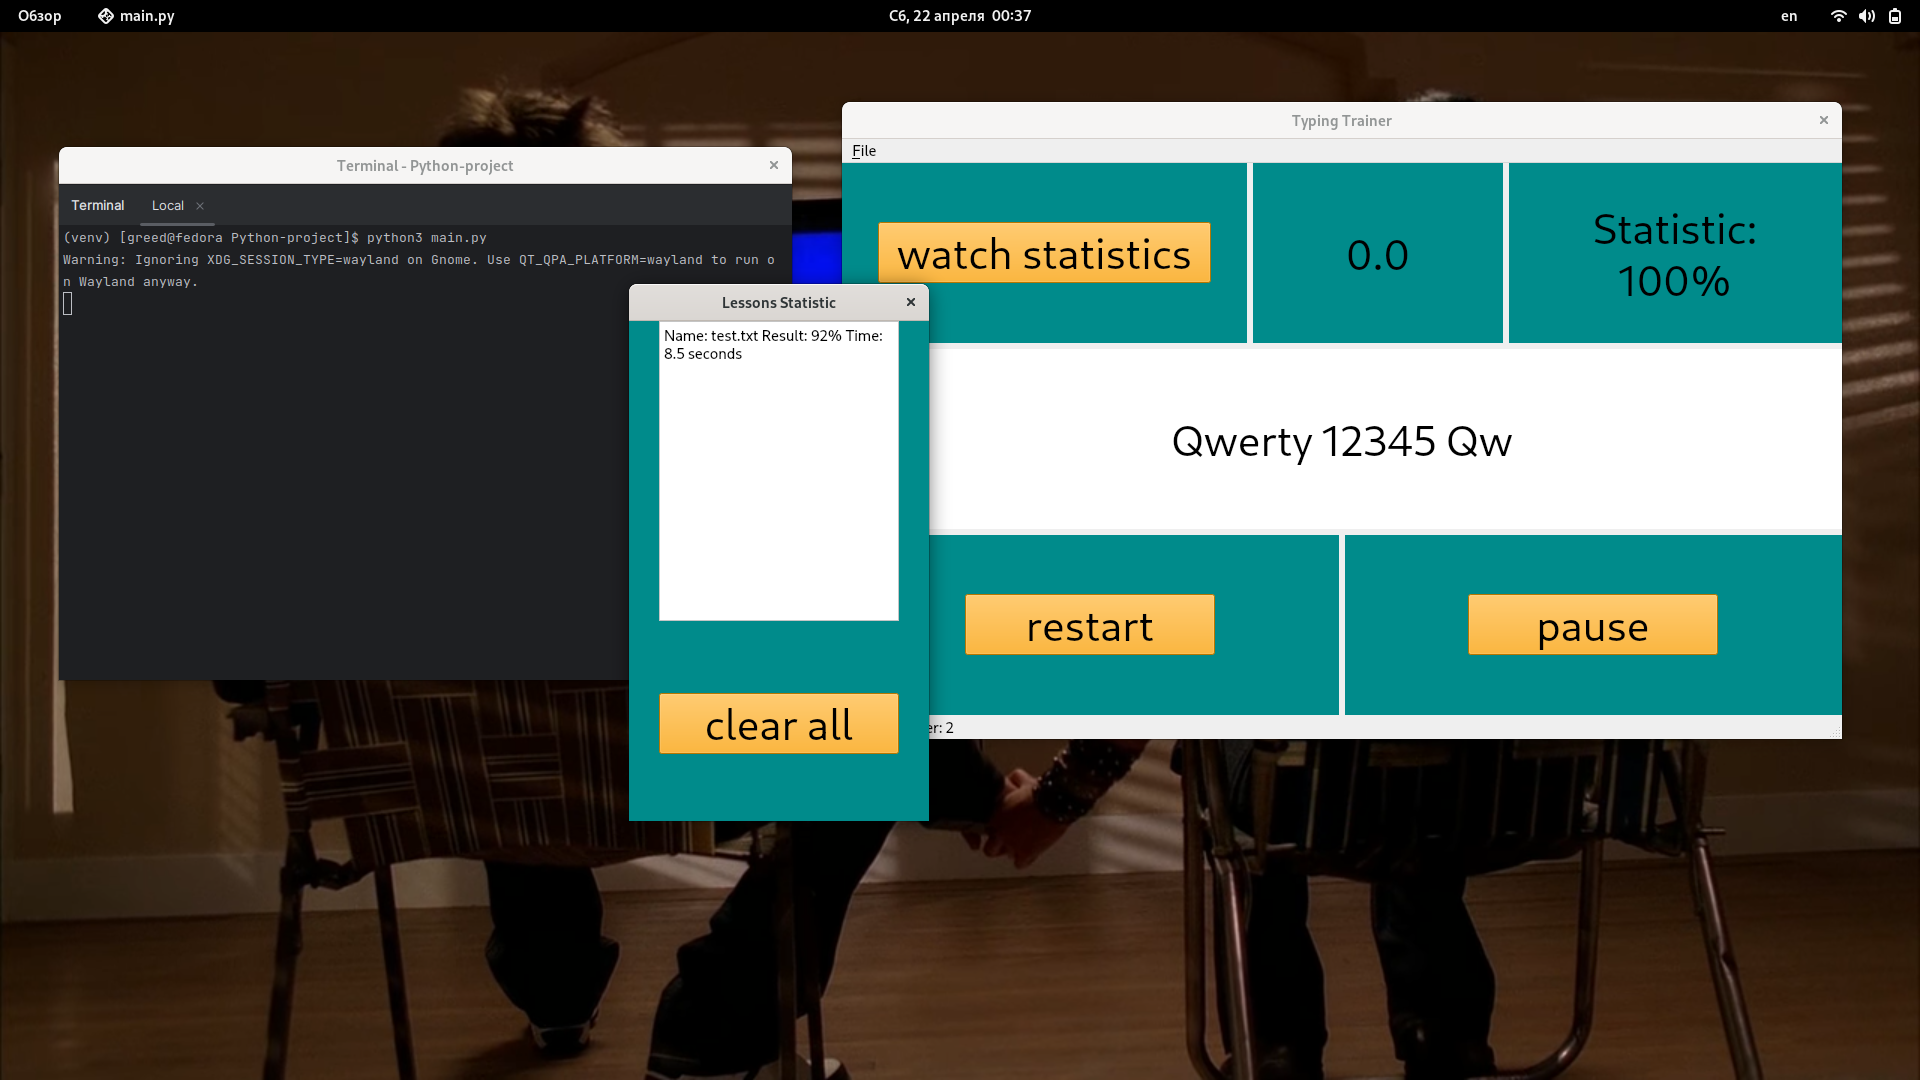 Обзор
main.py
Сб, 22 апреля 00:37
en
Terminal - Python-project
Terminal
Local
(venv) [greed@fedora Python-project]$ python3 main.py
Warning: Ignoring XDG_SESSION_TYPE=wayland on Gnome. Use QT_QPA_PLATFORM=wayland to run o
n Wayland anyway.
Typing Trainer
File
watch statistics
0.0
Statistic:
100%
Qwerty 12345 Qw
restart
pause
er: 2
Lessons Statistic
Name: test.txt Result: 92% Time:
8.5 seconds
clear all